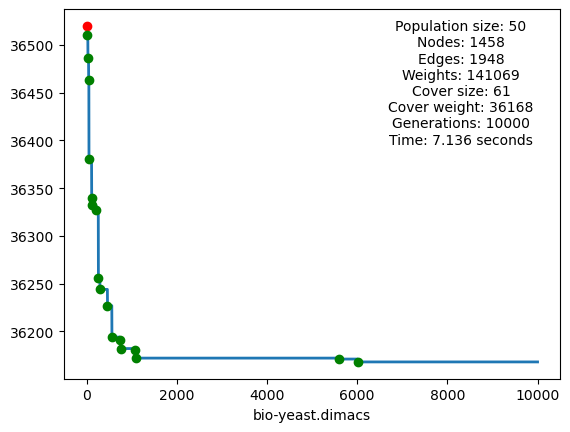 Population size: 50
Nodes: 1458
Edges: 1948
Weights: 141069
Cover size: 61
Cover weight: 36168
Generations: 10000
Time: 7.136 seconds
36500
36450
36400
36350
36300
36250
36200
0 2000 4000 6000 8000 10000
bio-yeast.dimacs